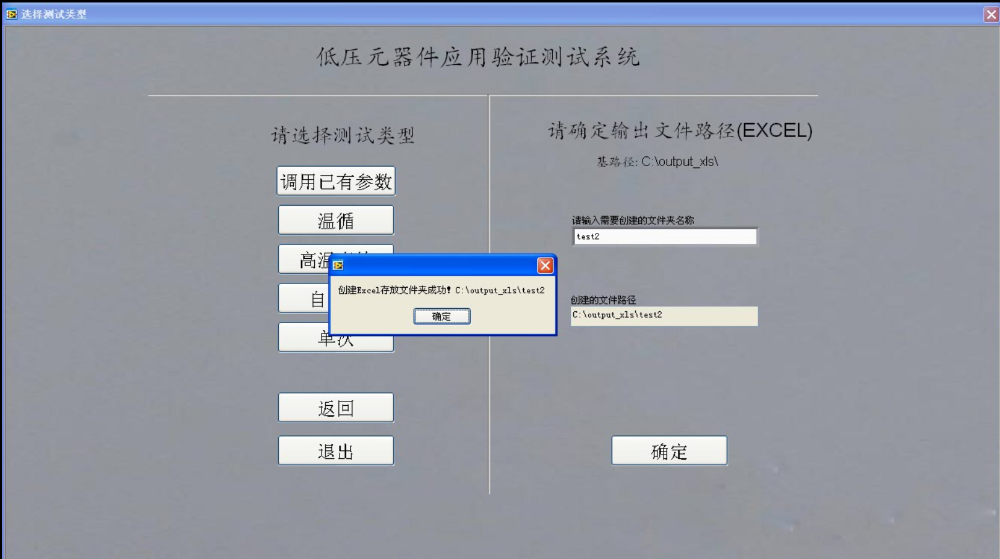 选择测试类型
低压元器件应用验证测试系统
请选择测试类型
调用已有参数
温循
高温
自
单次
返回
退出
请确定输出文件路径(EXCEL)
基路径: C:\output_xls\
请输入需要创建的文件夹名称
test2
创建的文件路径
C:\output_xls\test2
确定
创建Excel存放文件夹成功! C:\output_xls\test2
确定